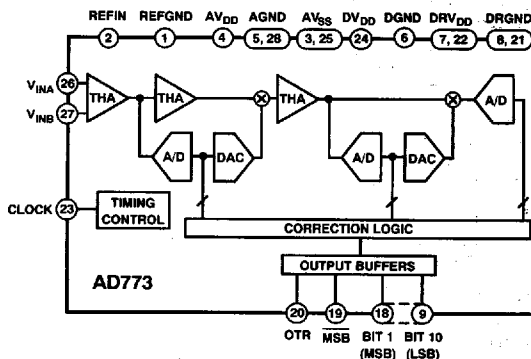 REFIN REFGND AVDD AGND AVSS DVDD DGND DRVDD DRGND
2 1 4 5, 28 3, 25 24 6 7, 22 8, 21
VINA 26
VINB 27
THA THA THA A/D
A/D DAC A/D DAC
CLOCK 23 TIMING CONTROL
CORRECTION LOGIC
OUTPUT BUFFERS
AD773
20 19 18 9
OTR MSB BIT 1 (MSB) BIT 10 (LSB)